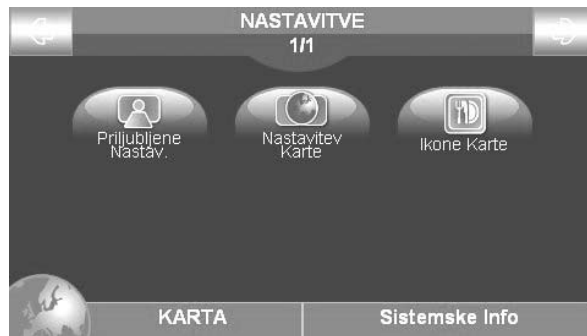 NASTAVITVE
1/1
Priljubljene
Nastav.
Nastavitev
Karte
Ikone Karte
KARTA
Sistemske Info